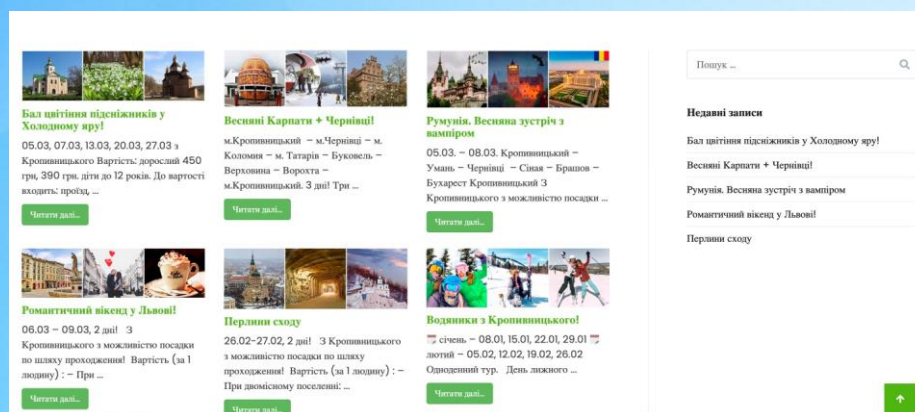 Бал цвітіння підсніжників у
Холодному яру!
05.03, 07.03, 13.03, 20.03, 27.03 з
Кропивницького Вартість: дорослий 450
грн, 390 грн. діти до 12 років. До вартості
входить: проїзд, ...
Читати далі...
Весняні Карпати + Чернівці!
м.Кропивницький – м.Чернівці – м.
Коломия – м. Татарів – Буковель –
Верховина – Ворохта –
м.Кропивницький. 3 дні! Три ...
Читати далі...
Румунія. Весняна зустріч з
вампіром
05.03. – 08.03. Кропивницький –
Умань – Чернівці – Сіная – Брашов –
Бухарест Кропивницький З
Кропивницького з можливістю посадки ...
Читати далі...
Романтичний вікенд у Львові!
06.03 – 09.03, 2 дні! З
Кропивницького з можливістю посадки
по шляху проходження! Вартість (за 1
людину) : – При ...
Читати далі...
Перлини сходу
26.02-27.02, 2 дні! З Кропивницького
з можливістю посадки по шляху
проходження! Вартість (за 1 людину) : –
При двомісному поселенні: ...
Читати далі...
Водяники з Кропивницького!
січень – 08.01, 15.01, 22.01, 29.01
лютий – 05.02, 12.02, 19.02, 26.02
Одноденний тур. День лижного ...
Читати далі...
Пошук ...
Недавні записи
Бал цвітіння підсніжників у Холодному яру!
Весняні Карпати + Чернівці!
Румунія. Весняна зустріч з вампіром
Романтичний вікенд у Львові!
Перлини сходу